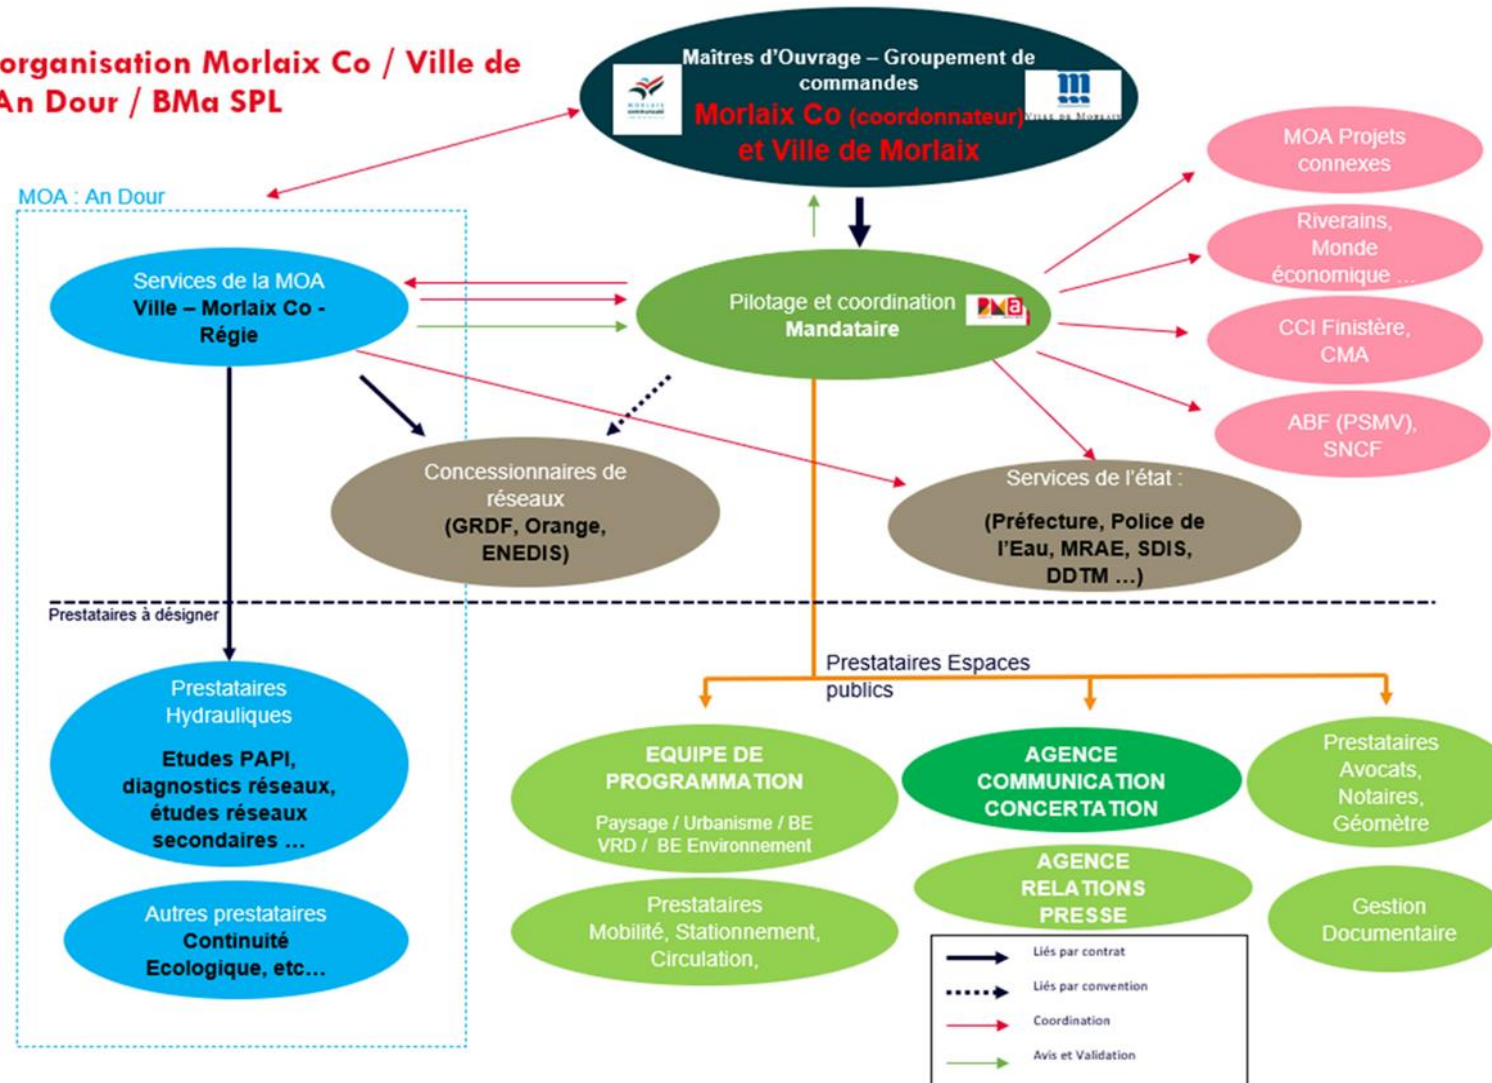 organisation Morlaix Co / Ville de
An Dour / BMa SPL
Maîtres d'Ouvrage – Groupement de
commandes
MORLAIX
communauté
VILLE DE MORLAIX
Morlaix Co (coordonnateur)
et Ville de Morlaix
MOA Projets
connexes
MOA : An Dour
Riverains,
Monde
économique ...
Services de la MOA
Ville – Morlaix Co -
Régie
Pilotage et coordination
Mandataire
BMa
CCI Finistère,
CMA
ABF (PSMV),
SNCF
Concessionnaires de
réseaux
(GRDF, Orange,
ENEDIS)
Services de l'état :
(Préfecture, Police de
l'Eau, MRAE, SDIS,
DDTM ...)
Prestataires à désigner
Prestataires Espaces
publics
Prestataires
Hydrauliques
Etudes PAPI,
diagnostics réseaux,
études réseaux
secondaires ...
EQUIPE DE
PROGRAMMATION
Paysage / Urbanisme / BE
VRD / BE Environnement
AGENCE
COMMUNICATION
CONCERTATION
Prestataires
Avocats,
Notaires,
Géomètre
Autres prestataires
Continuité
Ecologique, etc...
Prestataires
Mobilité, Stationnement,
Circulation,
AGENCE
RELATIONS
PRESSE
Gestion
Documentaire
Liés par contrat
Liés par convention
Coordination
Avis et Validation